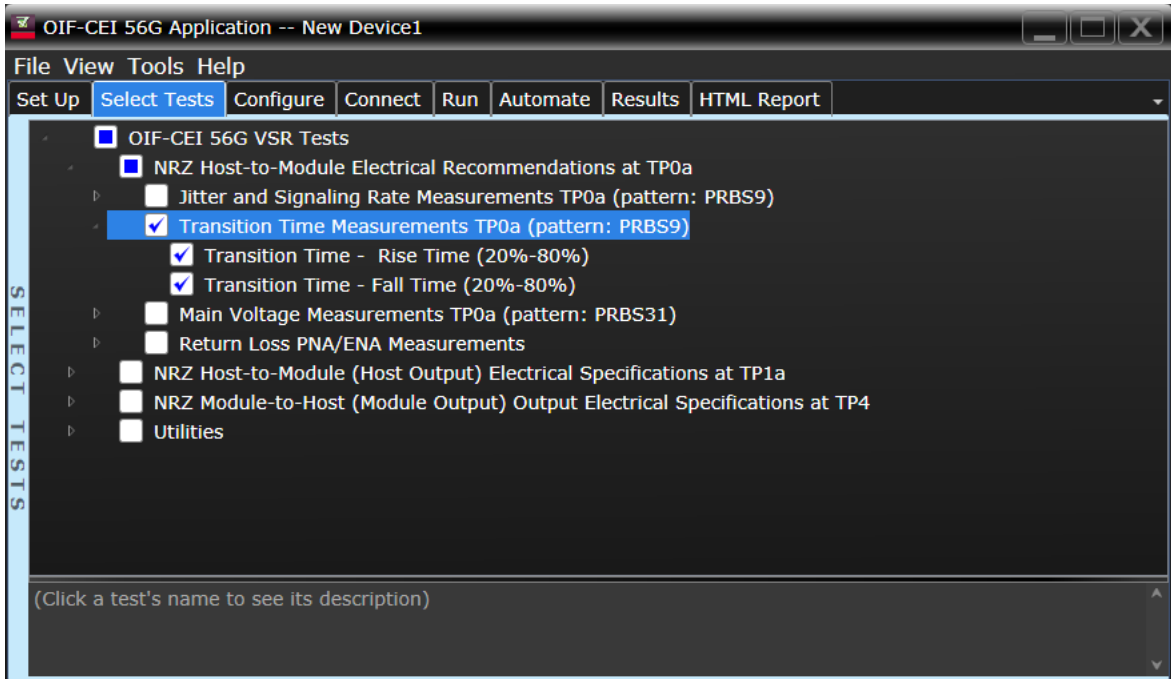 OIF-CEI 56G Application -- New Device1
File View Tools Help
Set Up Select Tests Configure Connect Run Automate Results HTML Report
SELECT TESTS
OIF-CEI 56G VSR Tests
NRZ Host-to-Module Electrical Recommendations at TP0a
Jitter and Signaling Rate Measurements TP0a (pattern: PRBS9)
Transition Time Measurements TP0a (pattern: PRBS9)
Transition Time -  Rise Time (20%-80%)
Transition Time - Fall Time (20%-80%)
Main Voltage Measurements TP0a (pattern: PRBS31)
Return Loss PNA/ENA Measurements
NRZ Host-to-Module (Host Output) Electrical Specifications at TP1a
NRZ Module-to-Host (Module Output) Output Electrical Specifications at TP4
Utilities
(Click a test's name to see its description)